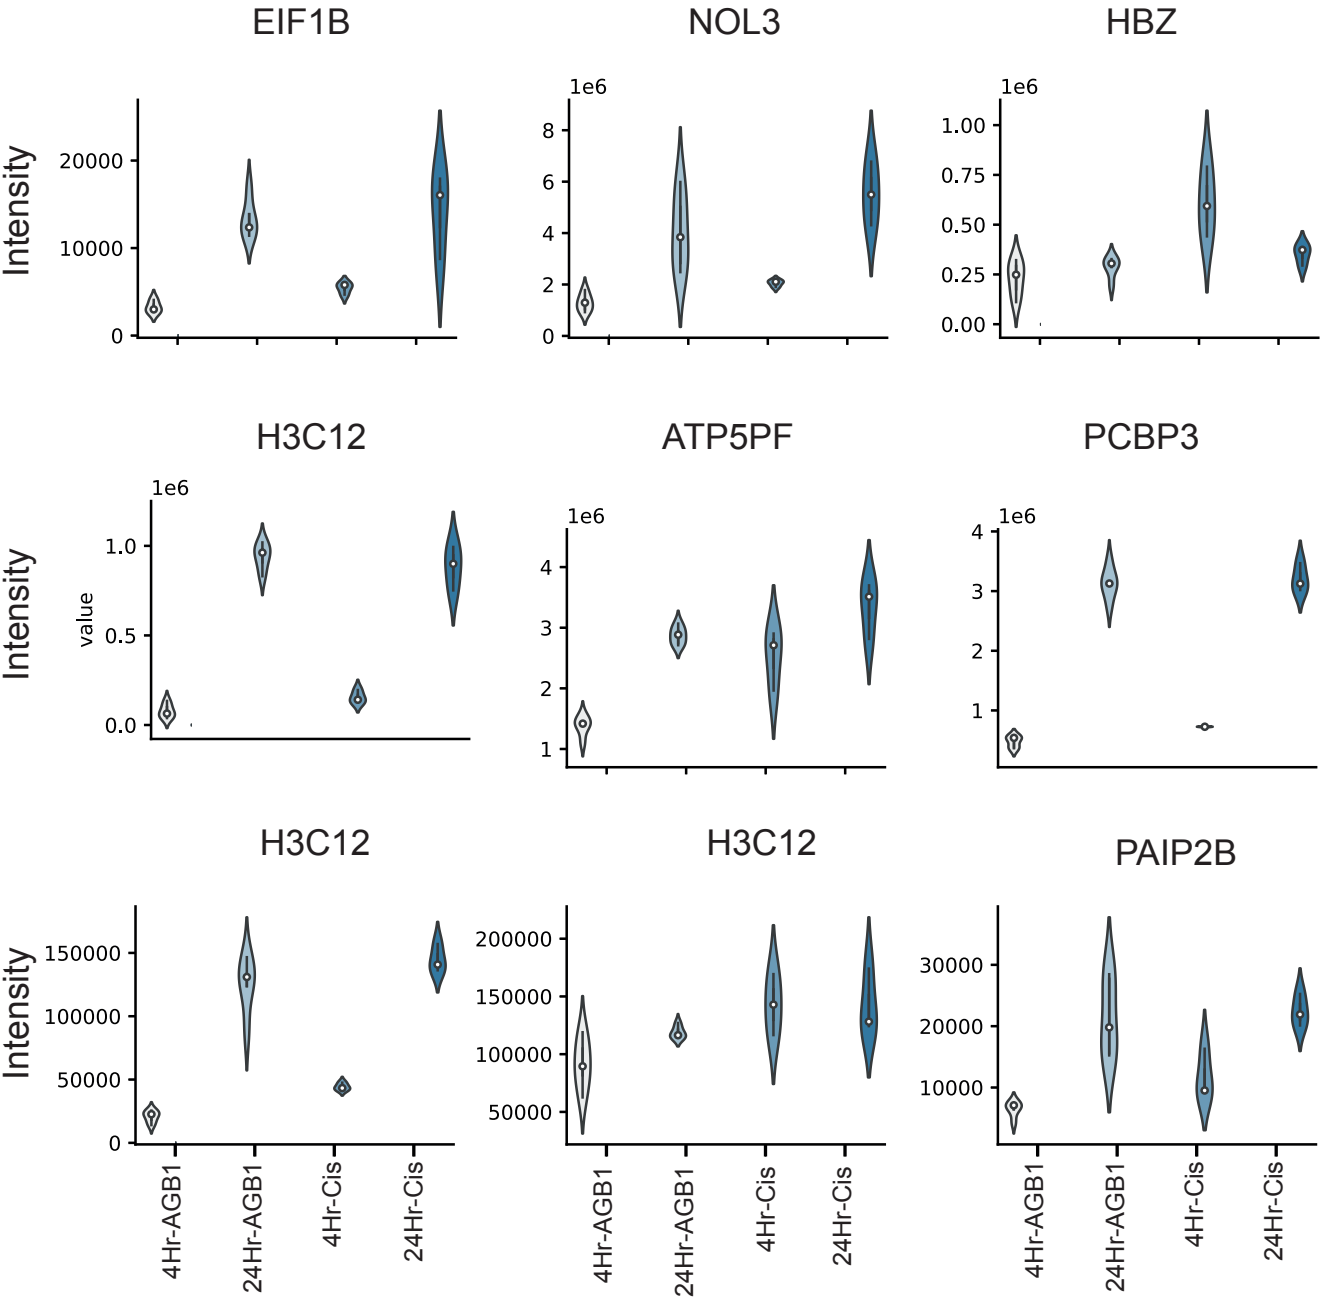 EIF1B
NOL3
HBZ
Intensity
20000
10000
0
1e6
8
6
4
2
0
1e6
1.00
0.75
0.50
0.25
0.00
H3C12
ATP5PF
PCBP3
Intensity
value
1e6
1.0
0.5
0.0
1e6
4
3
2
1
1e6
4
3
2
1
H3C12
H3C12
PAIP2B
Intensity
150000
100000
50000
0
200000
150000
100000
50000
30000
20000
10000
4Hr-AGB1
24Hr-AGB1
4Hr-Cis
24Hr-Cis
4Hr-AGB1
24Hr-AGB1
4Hr-Cis
24Hr-Cis
4Hr-AGB1
24Hr-AGB1
4Hr-Cis
24Hr-Cis